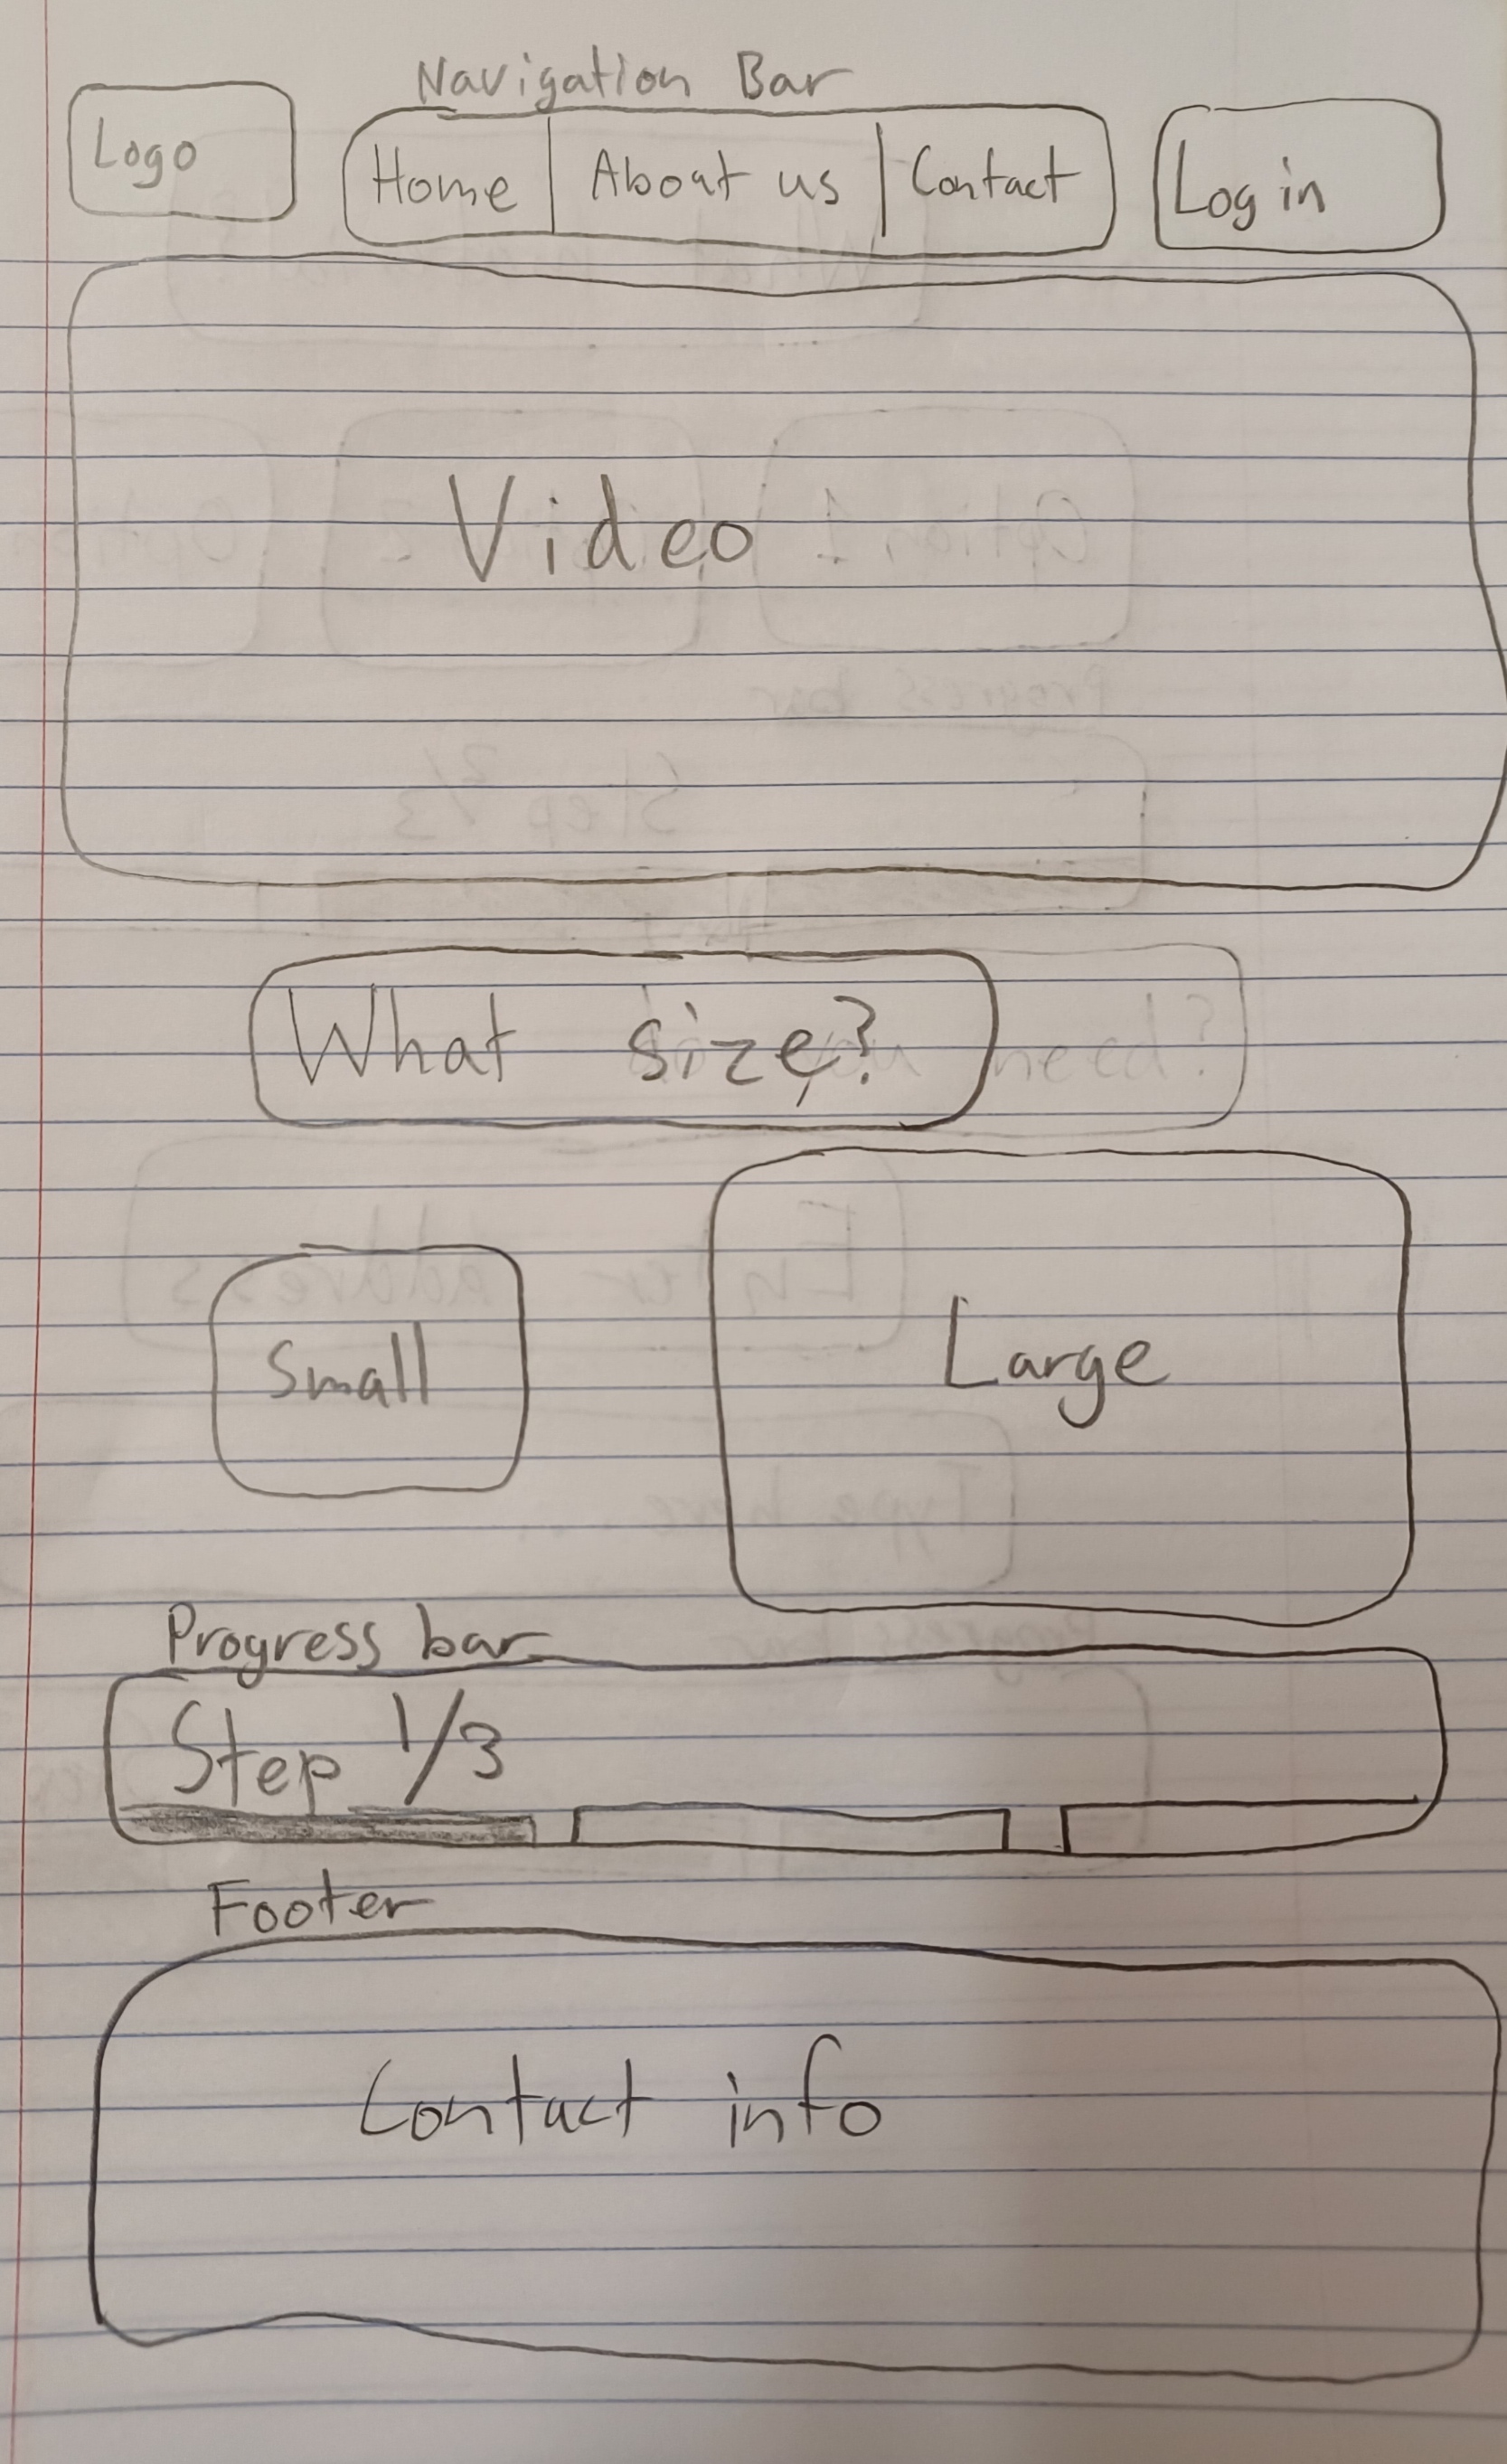 Navigation Bar
Logo
Home About us Contact
Log in
Video
What size?
Small
Large
Progress bar
Step 1/3
Footer
Contact info